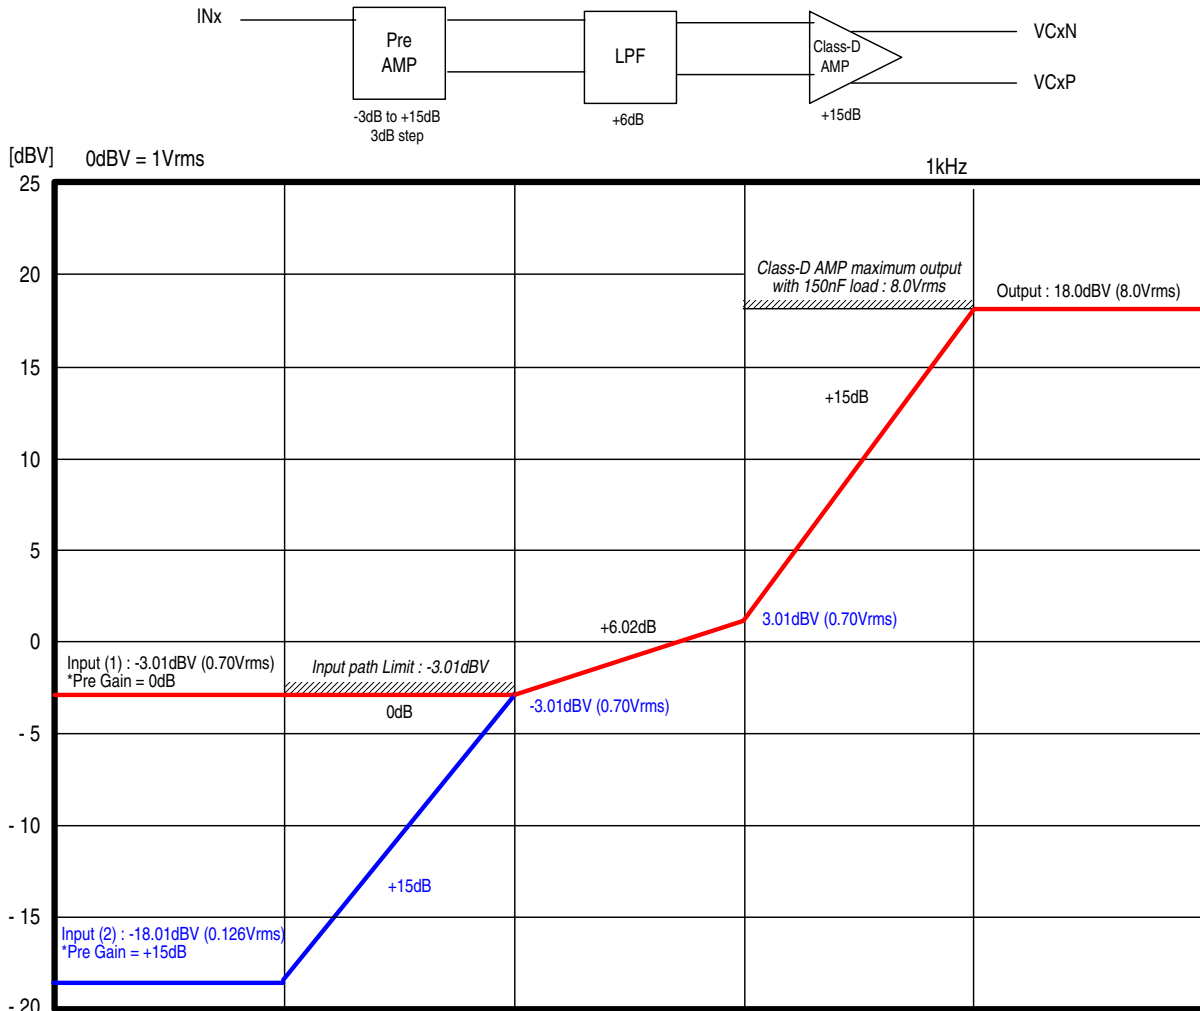 INx
Pre
AMP
LPF
Class-D
AMP
VCxN
VCxP
-3dB to +15dB
3dB step
+6dB
+15dB
[dBV]
0dBV = 1Vrms
1kHz
25
20
15
10
5
0
- 5
- 10
- 15
- 20
Class-D AMP maximum output
with 150nF load : 8.0Vrms
Output : 18.0dBV (8.0Vrms)
+15dB
+6.02dB
3.01dBV (0.70Vrms)
Input (1) : -3.01dBV (0.70Vrms)
*Pre Gain = 0dB
Input path Limit : -3.01dBV
0dB
-3.01dBV (0.70Vrms)
+15dB
Input (2) : -18.01dBV (0.126Vrms)
*Pre Gain = +15dB